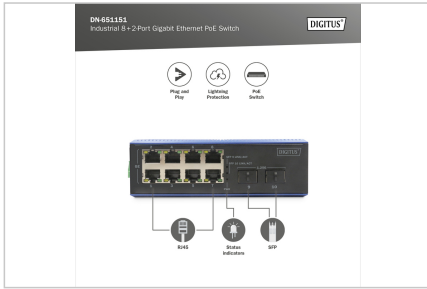 DN-651151
Industrial 8+2-Port Gigabit Ethernet PoE Switch
DIGITUS®
Plug and
Play
Lightning
Protection
PoE
Switch
DIGITUS
RJ45
Status
Indicators
SFP